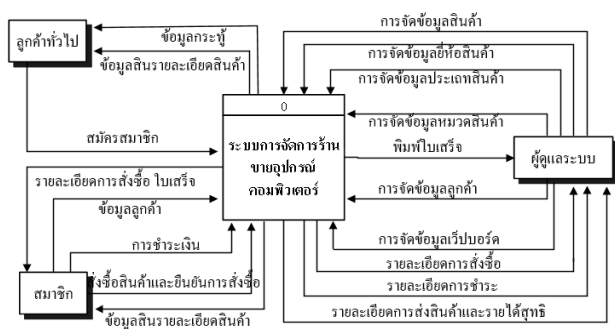 การจัดข้อมูลสินค้า
ลูกค้าทั่วไป
ข้อมูลกระทู้
การจัดข้อมูลยี่ห้อสินค้า
ข้อมูลสินรายละเอียดสินค้า
การจัดข้อมูลประเภทสินค้า
0
การจัดข้อมูลหมวดสินค้า
สมัครสมาชิก
ระบบการจัดการร้าน
ขายอุปกรณ์
คอมพิวเตอร์
พิมพ์ใบเสร็จ
ผู้ดูแลระบบ
รายละเอียดการสั่งซื้อ ใบเสร็จ
การจัดข้อมูลลูกค้า
ข้อมูลลูกค้า
การชำระเงิน
การจัดข้อมูลเว็ปบอร์ด
รายละเอียดการสั่งซื้อ
สมาชิก
สั่งซื้อสินค้าและยืนยันการสั่งซื้อ
รายละเอียดการชำระ
รายละเอียดการส่งสินค้าและรายได้สุทธิ
ข้อมูลสินรายละเอียดสินค้า